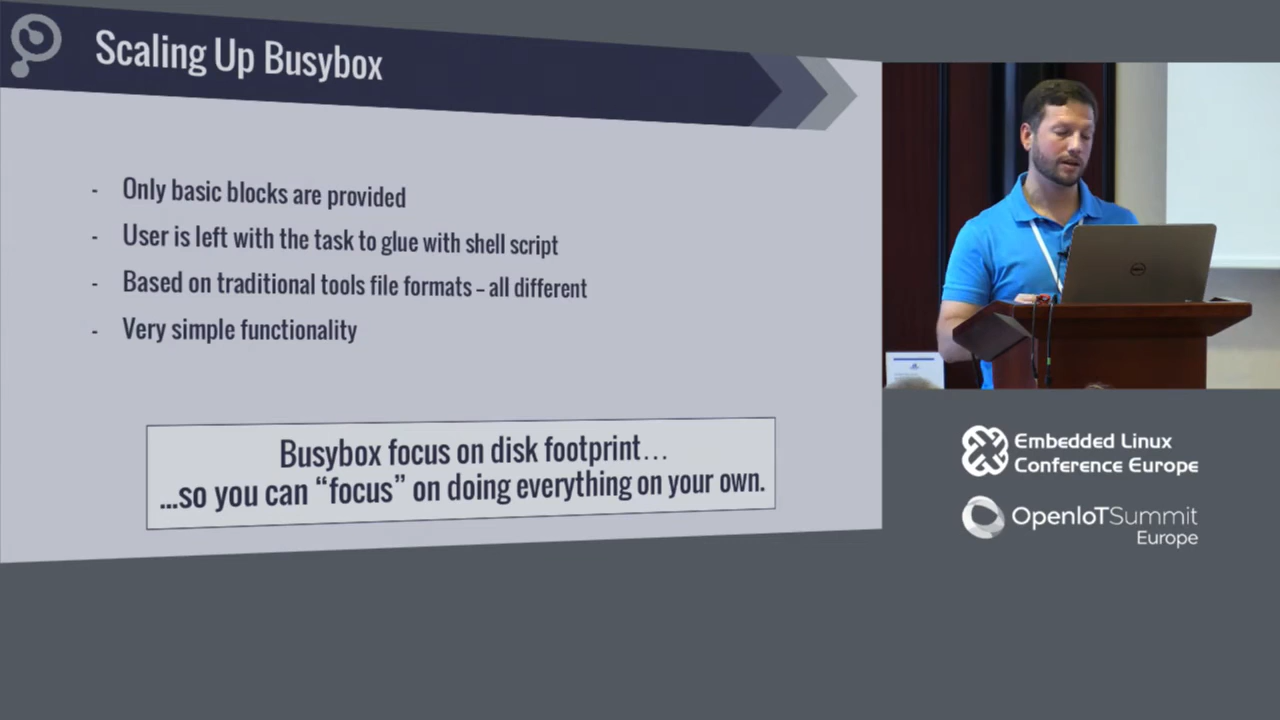 Scaling Up Busybox
- Only basic blocks are provided
- User is left with the task to glue with shell script
- Based on traditional tools file formats – all different
- Very simple functionality
Busybox focus on disk footprint...
...so you can “focus” on doing everything on your own.
Embedded Linux
Conference Europe
OpenIoTSummit
Europe